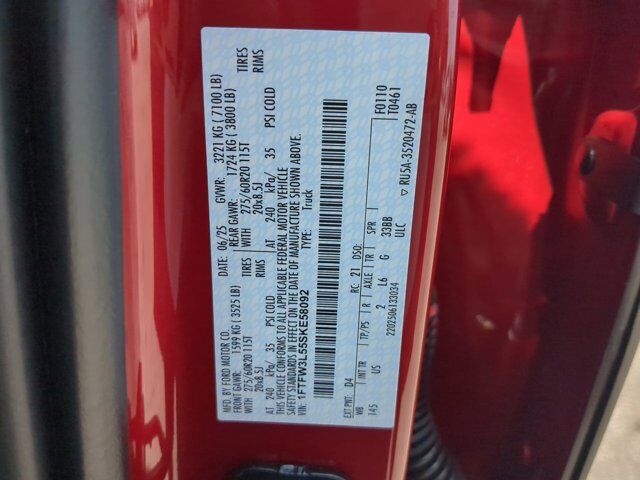 MFD. BY FORD MOTOR CO.
DATE: 06/25 GVWR: 3221 KG ( 7100 LB)
FRONT GAWR: 1599 KG ( 3525 LB) REAR GAWR: 1724 KG ( 3800 LB)
WITH 275/60R20 115T TIRES WITH 275/60R20 115T TIRES
20x8.5J RIMS 20x8.5J RIMS
AT 240 kPa/ 35 PSI COLD AT 240 kPa/ 35 PSI COLD
THIS VEHICLE CONFORMS TO ALL APPLICABLE FEDERAL MOTOR VEHICLE
SAFETY STANDARDS IN EFFECT ON THE DATE OF MANUFACTURE SHOWN ABOVE.
VIN: 1FTFW3L55SKE58092 TYPE: Truck
F0110
T0461
EXT PNT: D4 RC: 21 DSO:
WB INT TR TP/PS R AXLE TR SPR
145 US 2 L6 G 33BB
ULC
2202506133034 RU5A-3520472-AB